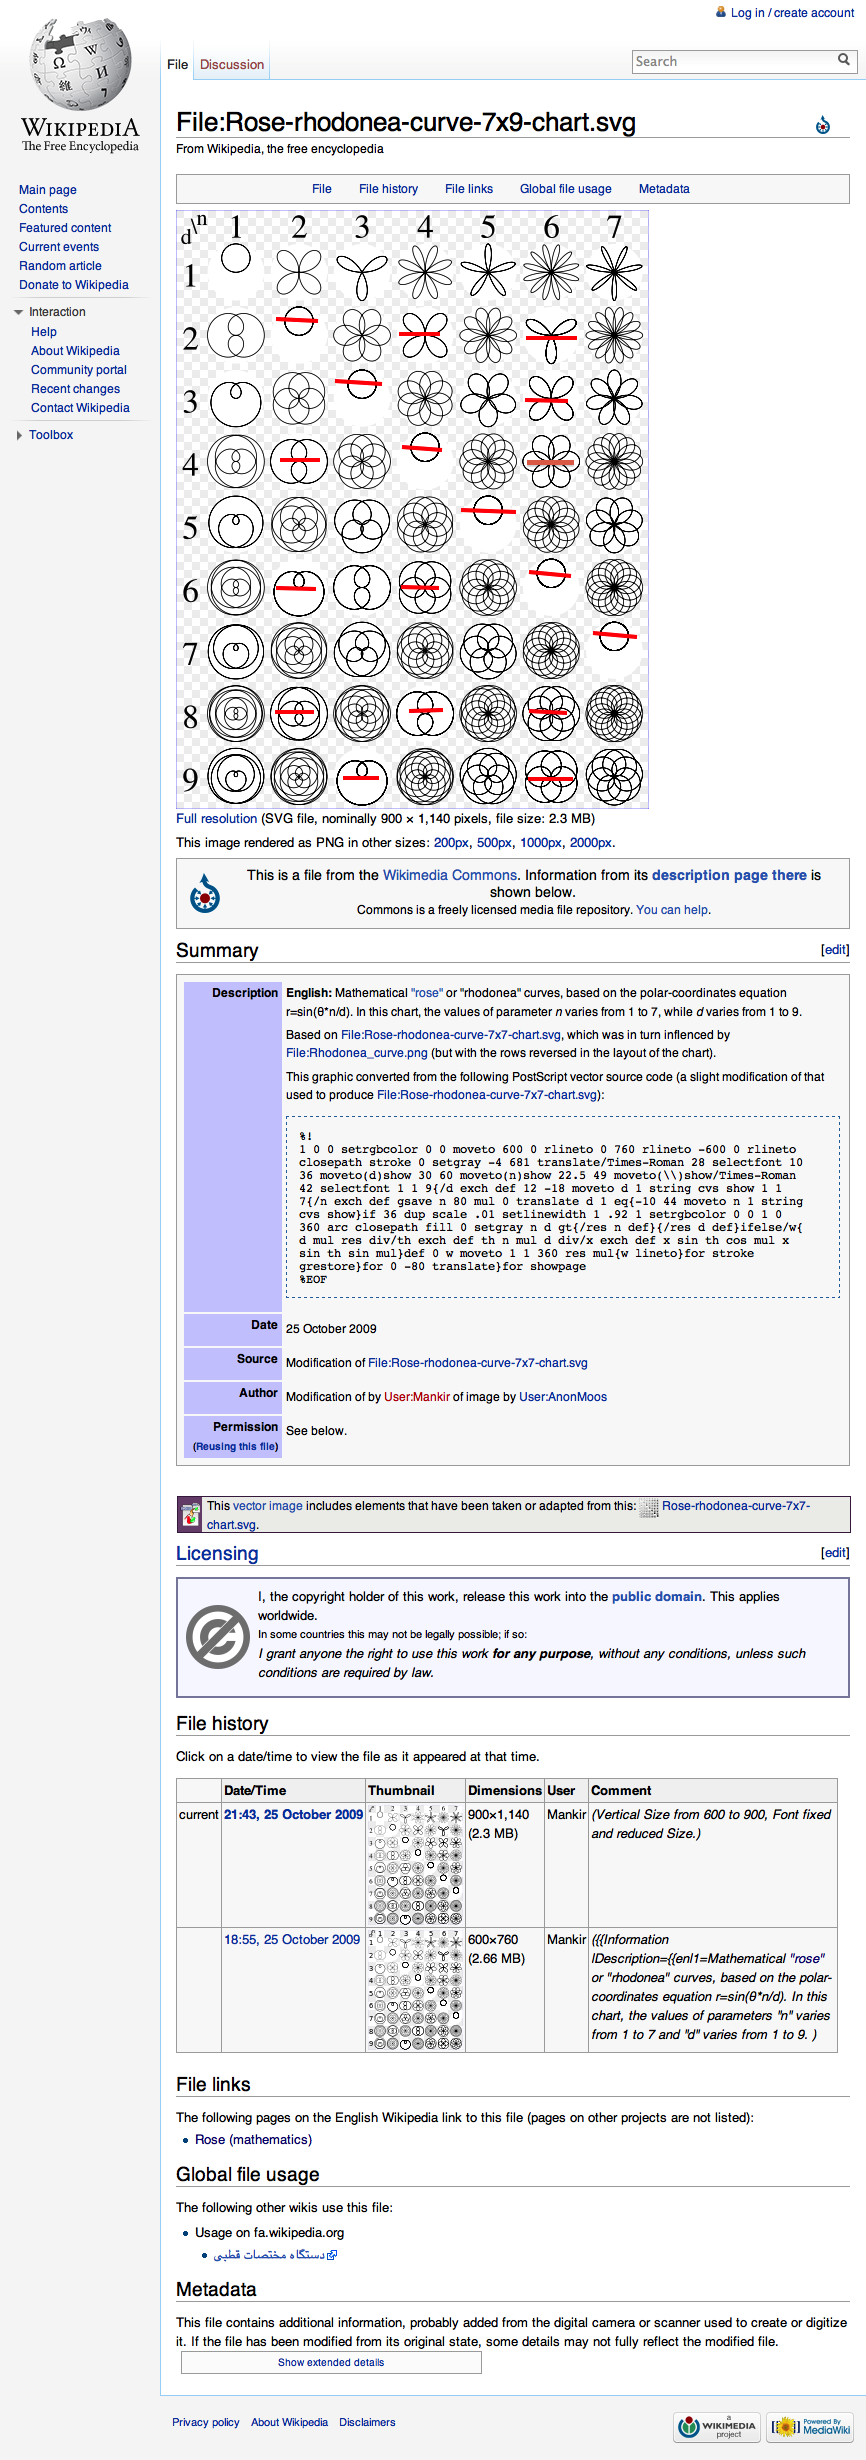 Log in / create account
File
Discussion
Search
WIKIPEDIA
The Free Encyclopedia
Main page
Contents
Featured content
Current events
Random article
Donate to Wikipedia
Interaction
Help
About Wikipedia
Community portal
Recent changes
Contact Wikipedia
Toolbox
File:Rose-rhodonea-curve-7x9-chart.svg
From Wikipedia, the free encyclopedia
File File history File links Global file usage Metadata
d\n 1 2 3 4 5 6 7
1
2
3
4
5
6
7
8
9
Full resolution (SVG file, nominally 900 × 1,140 pixels, file size: 2.3 MB)
This image rendered as PNG in other sizes: 200px, 500px, 1000px, 2000px.
This is a file from the Wikimedia Commons. Information from its description page there is
shown below.
Commons is a freely licensed media file repository. You can help.
Summary
[edit]
Description
English: Mathematical "rose" or "rhodonea" curves, based on the polar-coordinates equation
r=sin(θ*n/d). In this chart, the values of parameter n varies from 1 to 7, while d varies from 1 to 9.
Based on File:Rose-rhodonea-curve-7x7-chart.svg, which was in turn inflenced by
File:Rhodonea_curve.png (but with the rows reversed in the layout of the chart).
This graphic converted from the following PostScript vector source code (a slight modification of that
used to produce File:Rose-rhodonea-curve-7x7-chart.svg):
%!
1 0 0 setrgbcolor 0 0 moveto 600 0 rlineto 0 760 rlineto -600 0 rlineto
closepath stroke 0 setgray -4 681 translate/Times-Roman 28 selectfont 10
36 moveto(d)show 30 60 moveto(n)show 22.5 49 moveto(\\)show/Times-Roman
42 selectfont 1 1 9{/d exch def 12 -18 moveto d 1 string cvs show 1 1
7{/n exch def gsave n 80 mul 0 translate d 1 eq{-10 44 moveto n 1 string
cvs show}if 36 dup scale .01 setlinewidth 1 .92 1 setrgbcolor 0 0 1 0
360 arc closepath fill 0 setgray n d gt{/res n def}{/res d def}ifelse/w{
d mul res div/th exch def th n mul d div/x exch def x sin th cos mul x
sin th sin mul}def 0 w moveto 1 1 360 res mul{w lineto}for stroke
grestore}for 0 -80 translate}for showpage
%EOF
Date
25 October 2009
Source
Modification of File:Rose-rhodonea-curve-7x7-chart.svg
Author
Modification of by User:Mankir of image by User:AnonMoos
Permission
(Reusing this file)
See below.
This vector image includes elements that have been taken or adapted from this: Rose-rhodonea-curve-7x7-
chart.svg.
Licensing
[edit]
I, the copyright holder of this work, release this work into the public domain. This applies
worldwide.
In some countries this may not be legally possible; if so:
I grant anyone the right to use this work for any purpose, without any conditions, unless such
conditions are required by law.
File history
Click on a date/time to view the file as it appeared at that time.
Date/Time Thumbnail Dimensions User Comment
current 21:43, 25 October 2009 900×1,140 Mankir (Vertical Size from 600 to 900, Font fixed
(2.3 MB) and reduced Size.)
18:55, 25 October 2009 600×760 Mankir ({{Information
(2.66 MB) |Description={{en|1=Mathematical "rose"
or "rhodonea" curves, based on the polar-
coordinates equation r=sin(θ*n/d). In this
chart, the values of parameters "n" varies
from 1 to 7 and "d" varies from 1 to 9. )
File links
The following pages on the English Wikipedia link to this file (pages on other projects are not listed):
Rose (mathematics)
Global file usage
The following other wikis use this file:
Usage on fa.wikipedia.org
دستگاه مختصات قطبی
Metadata
This file contains additional information, probably added from the digital camera or scanner used to create or digitize
it. If the file has been modified from its original state, some details may not fully reflect the modified file.
Show extended details
Privacy policy About Wikipedia Disclaimers
a
WIKIMEDIA
project
Powered By
MediaWiki